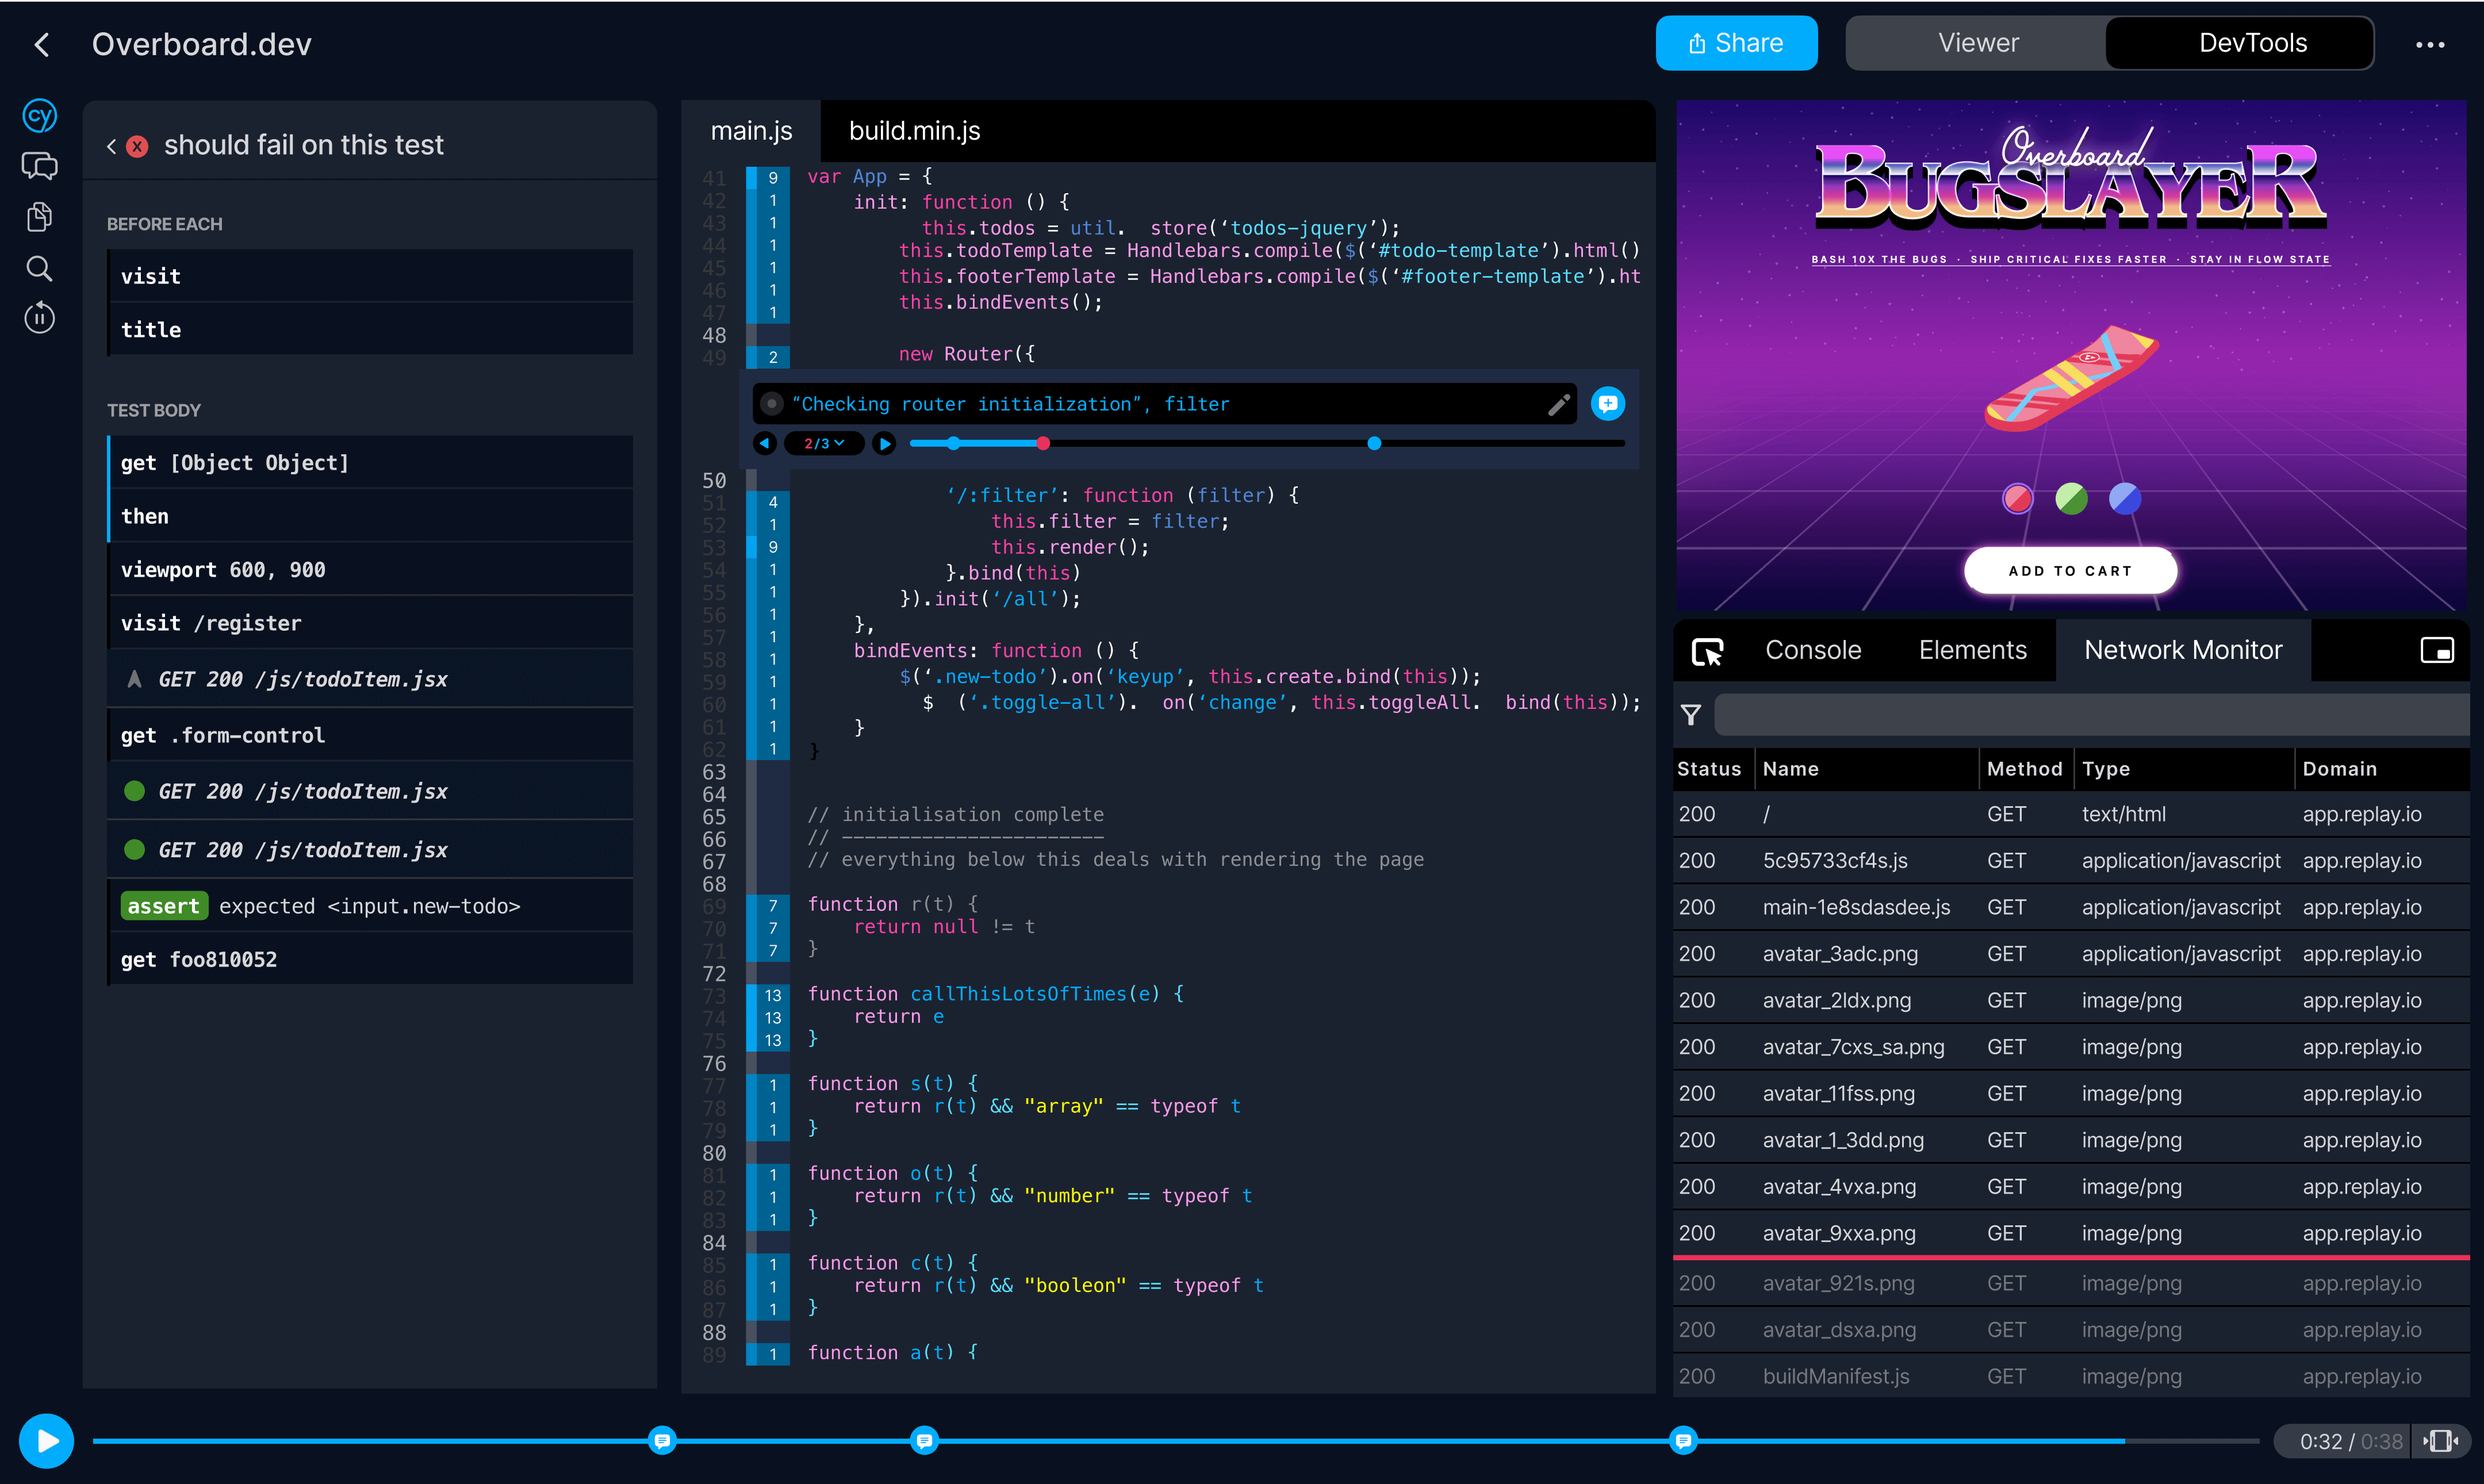 Overboard.dev
Share
Viewer
DevTools
cy
should fail on this test
BEFORE EACH
visit
title
TEST BODY
get [Object Object]
then
viewport 600, 900
visit /register
GET 200 /js/todoItem.jsx
get .form-control
GET 200 /js/todoItem.jsx
GET 200 /js/todoItem.jsx
assert expected <input.new-todo>
get foo810052
main.js
build.min.js
41 9 var App = {
42 1 init: function () {
43 1 this.todos = util. store(‘todos-jquery’);
44 1 this.todoTemplate = Handlebars.compile($(‘#todo-template’).html()
45 1 this.footerTemplate = Handlebars.compile($(‘#footer-template’).ht
46 1 this.bindEvents();
47 1
48
49 2 new Router({
“Checking router initialization”, filter
2/3
50
51 4 ‘/:filter’: function (filter) {
52 1 this.filter = filter;
53 9 this.render();
54 1 }.bind(this)
55 1 }).init(‘/all’);
56 1 },
57 1
58 1 bindEvents: function () {
59 1 $(‘.new-todo’).on(‘keyup’, this.create.bind(this));
60 1 $ (‘.toggle-all’). on(‘change’, this.toggleAll. bind(this));
61 1 }
62 1 }
63
64
65 // initialisation complete
66 // -----------------------
67 // everything below this deals with rendering the page
68
69 7 function r(t) {
70 7 return null != t
71 7 }
72
73 13 function callThisLotsOfTimes(e) {
74 13 return e
75 13 }
76
77 1 function s(t) {
78 1 return r(t) && "array" == typeof t
79 1 }
80
81 1 function o(t) {
82 1 return r(t) && "number" == typeof t
83 1 }
84
85 1 function c(t) {
86 1 return r(t) && "booleon" == typeof t
87 1 }
88
89 1 function a(t) {
Overboard
BUGSLAYER
BASH 10X THE BUGS · SHIP CRITICAL FIXES FASTER · STAY IN FLOW STATE
ADD TO CART
Console
Elements
Network Monitor
Status Name Method Type Domain
200 / GET text/html app.replay.io
200 5c95733cf4s.js GET application/javascript app.replay.io
200 main-1e8sdasdee.js GET application/javascript app.replay.io
200 avatar_3adc.png GET application/javascript app.replay.io
200 avatar_2ldx.png GET image/png app.replay.io
200 avatar_7cxs_sa.png GET image/png app.replay.io
200 avatar_11fss.png GET image/png app.replay.io
200 avatar_1_3dd.png GET image/png app.replay.io
200 avatar_4vxa.png GET image/png app.replay.io
200 avatar_9xxa.png GET image/png app.replay.io
200 avatar_921s.png GET image/png app.replay.io
200 avatar_dsxa.png GET image/png app.replay.io
200 buildManifest.js GET image/png app.replay.io
0:32 / 0:38